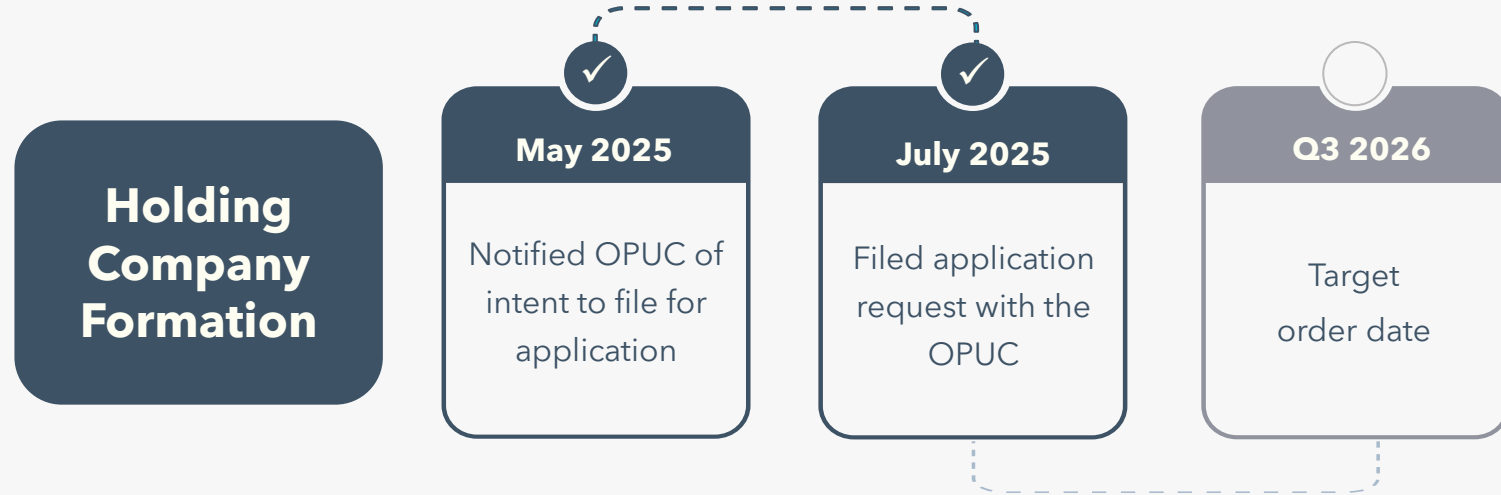 Holding
Company
Formation
May 2025
Notified OPUC of
intent to file for
application
July 2025
Filed application
request with the
OPUC
Q3 2026
Target
order date